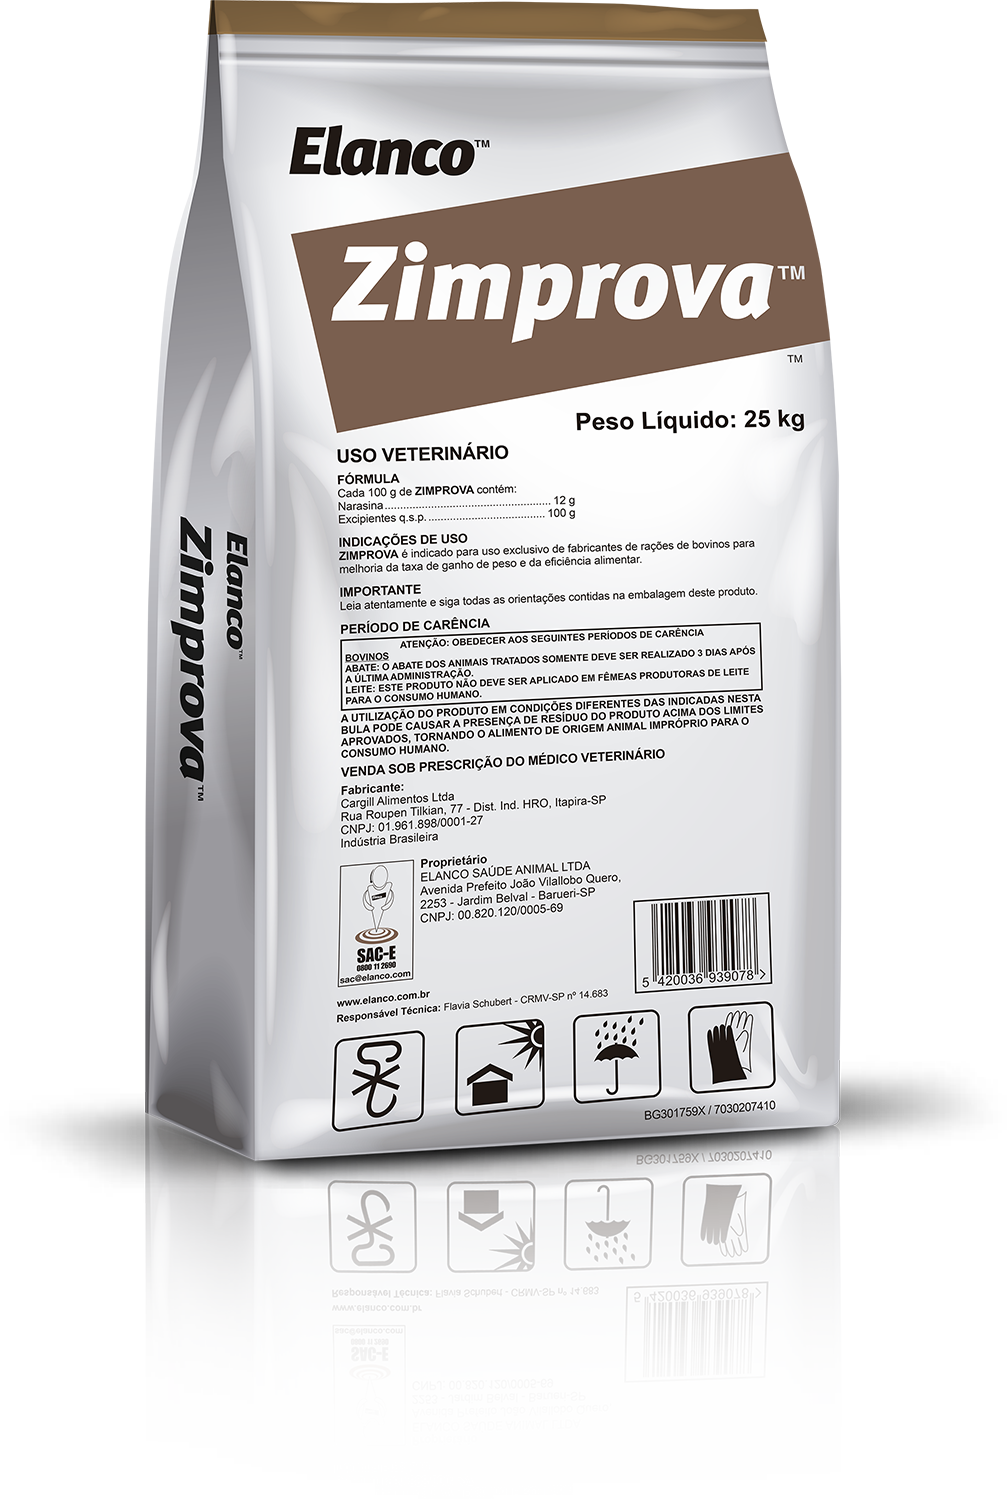 Elanco™
Zimprova™
™
Peso Líquido: 25 kg
USO VETERINÁRIO
FÓRMULA
Cada 100 g de ZIMPROVA contém:
Narasina.................................................... 12 g
Excipientes q.s.p. .................................... 100 g
INDICAÇÕES DE USO
ZIMPROVA é indicado para uso exclusivo de fabricantes de rações de bovinos para
melhoria da taxa de ganho de peso e da eficiência alimentar.
IMPORTANTE
Leia atentamente e siga todas as orientações contidas na embalagem deste produto.
PERÍODO DE CARÊNCIA
ATENÇÃO: OBEDECER AOS SEGUINTES PERÍODOS DE CARÊNCIA
BOVINOS
ABATE: O ABATE DOS ANIMAIS TRATADOS SOMENTE DEVE SER REALIZADO 3 DIAS APÓS
A ÚLTIMA ADMINISTRAÇÃO.
LEITE: ESTE PRODUTO NÃO DEVE SER APLICADO EM FÊMEAS PRODUTORAS DE LEITE
PARA O CONSUMO HUMANO.
A UTILIZAÇÃO DO PRODUTO EM CONDIÇÕES DIFERENTES DAS INDICADAS NESTA
BULA PODE CAUSAR A PRESENÇA DE RESÍDUO DO PRODUTO ACIMA DOS LIMITES
APROVADOS, TORNANDO O ALIMENTO DE ORIGEM ANIMAL IMPRÓPRIO PARA O
CONSUMO HUMANO.
VENDA SOB PRESCRIÇÃO DO MÉDICO VETERINÁRIO
Fabricante:
Cargill Alimentos Ltda
Rua Roupen Tilkian, 77 - Dist. Ind. HRO, Itapira-SP
CNPJ: 01.961.898/0001-27
Indústria Brasileira
Proprietário
ELANCO SAÚDE ANIMAL LTDA
Avenida Prefeito João Vilallobo Quero,
2253 - Jardim Belval - Barueri-SP
CNPJ: 00.820.120/0005-69
SAC-E
0800 11 2690
sac@elanco.com
www.elanco.com.br
Responsável Técnica: Flavia Schubert - CRMV-SP nº 14.683
5 420036 939078 >
BG301759X / 7030207410
Elanco™
Zimprova™